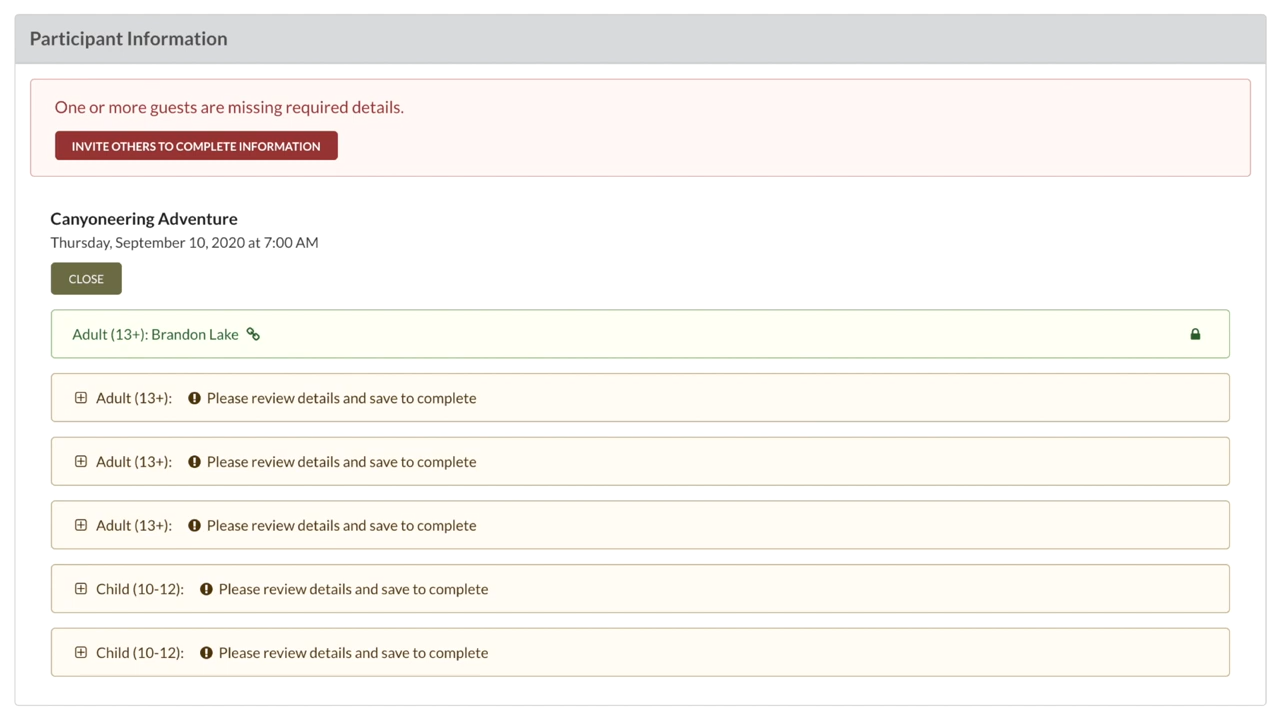 Participant Information
One or more guests are missing required details.
INVITE OTHERS TO COMPLETE INFORMATION
Canyoneering Adventure
Thursday, September 10, 2020 at 7:00 AM
CLOSE
Adult (13+): Brandon Lake
Adult (13+): Please review details and save to complete
Adult (13+): Please review details and save to complete
Adult (13+): Please review details and save to complete
Child (10-12): Please review details and save to complete
Child (10-12): Please review details and save to complete